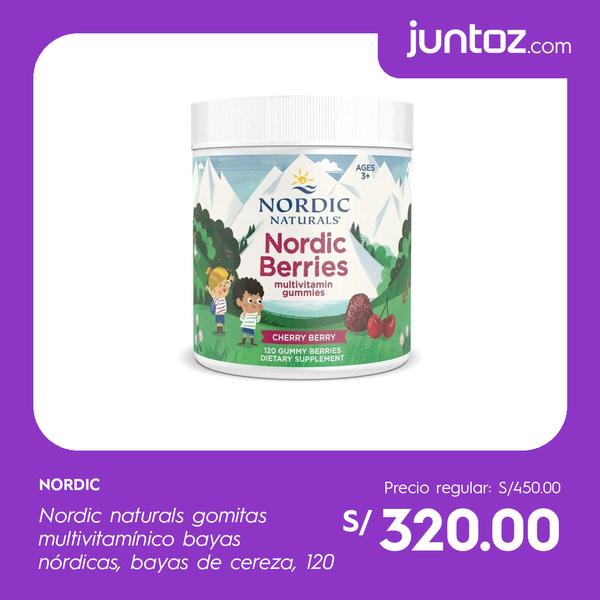 juntoz.com
AGES
3+
NORDIC
NATURALS®
Nordic
Berries
multivitamin
gummies
CHERRY BERRY
120 GUMMY BERRIES
DIETARY SUPPLEMENT
NORDIC
Nordic naturals gomitas
multivitamínico bayas
nórdicas, bayas de cereza, 120
Precio regular: S/450.00
S/ 320.00